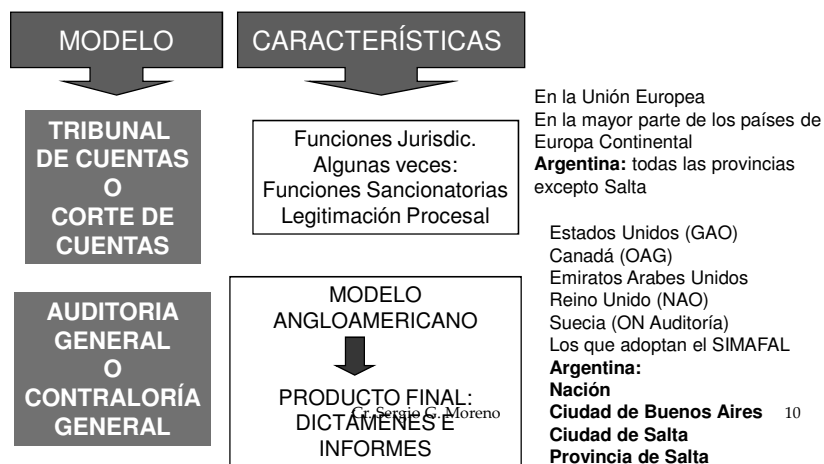 MODELO
CARACTERÍSTICAS
TRIBUNAL
DE CUENTAS
O
CORTE DE
CUENTAS
Funciones Jurisdic.
Algunas veces:
Funciones Sancionatorias
Legitimación Procesal
En la Unión Europea
En la mayor parte de los países de
Europa Continental
Argentina: todas las provincias
excepto Salta
AUDITORIA
GENERAL
O
CONTRALORÍA
GENERAL
MODELO
ANGLOAMERICANO
PRODUCTO FINAL:
DICTÁMENES E
INFORMES
Estados Unidos (GAO)
Canadá (OAG)
Emiratos Arabes Unidos
Reino Unido (NAO)
Suecia (ON Auditoría)
Los que adoptan el SIMAFAL
Argentina:
Nación
Ciudad de Buenos Aires
Ciudad de Salta
Provincia de Salta
Cr. Sergio G. Moreno
10